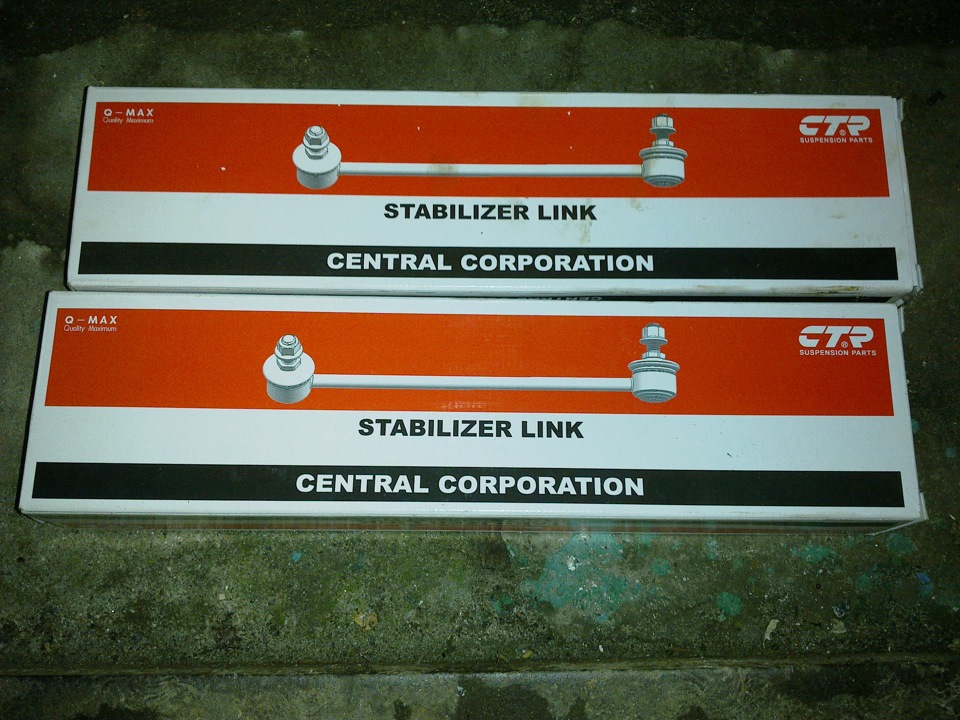 Q-MAX
Quality Maximum
CTR®
SUSPENSION PARTS
STABILIZER LINK
CENTRAL CORPORATION
Q-MAX
Quality Maximum
CTR®
SUSPENSION PARTS
STABILIZER LINK
CENTRAL CORPORATION